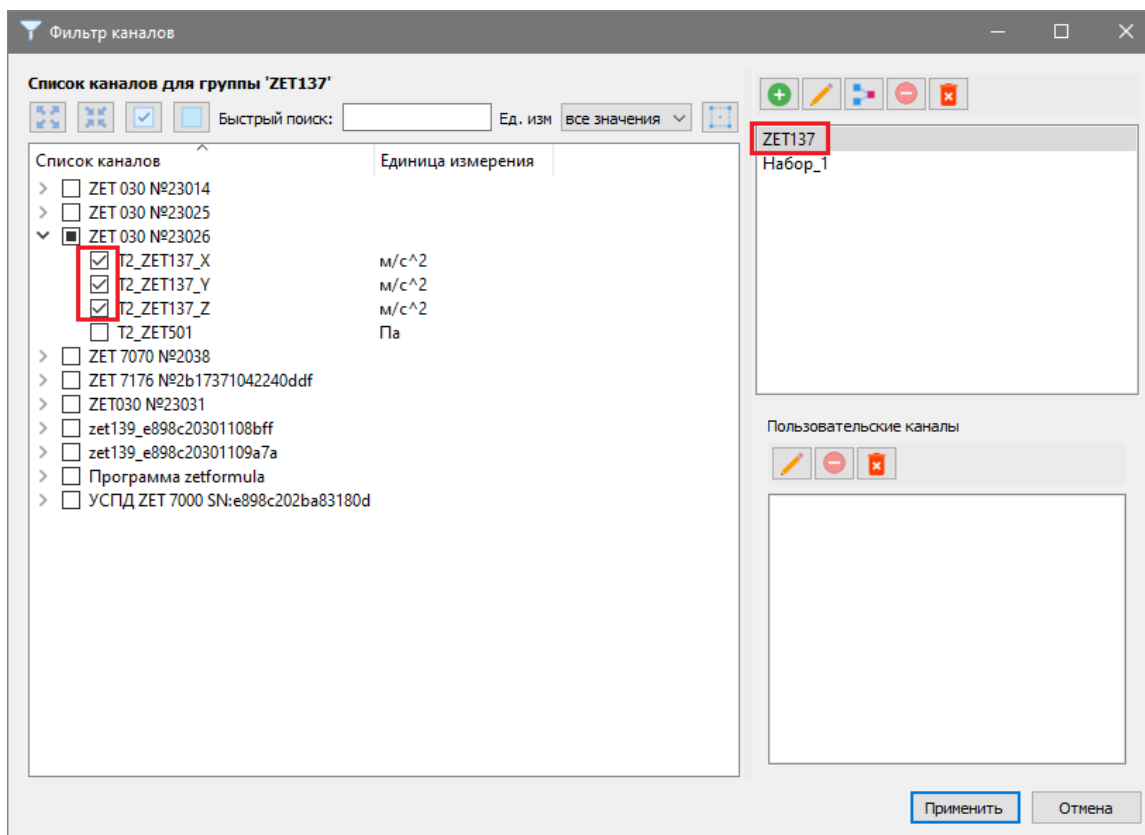 Фильтр каналов
Список каналов для группы 'ZET137'
Быстрый поиск:
Ед. изм
все значения
Список каналов
Единица измерения
ZET 030 №23014
ZET 030 №23025
ZET 030 №23026
T2_ZET137_X м/с^2
T2_ZET137_Y м/с^2
T2_ZET137_Z м/с^2
T2_ZET501 Па
ZET 7070 №2038
ZET 7176 №2b17371042240ddf
ZET030 №23031
zet139_e898c20301108bff
zet139_e898c20301109a7a
Программа zetformula
УСПД ZET 7000 SN:e898c202ba83180d
ZET137
Набор_1
Пользовательские каналы
Применить
Отмена